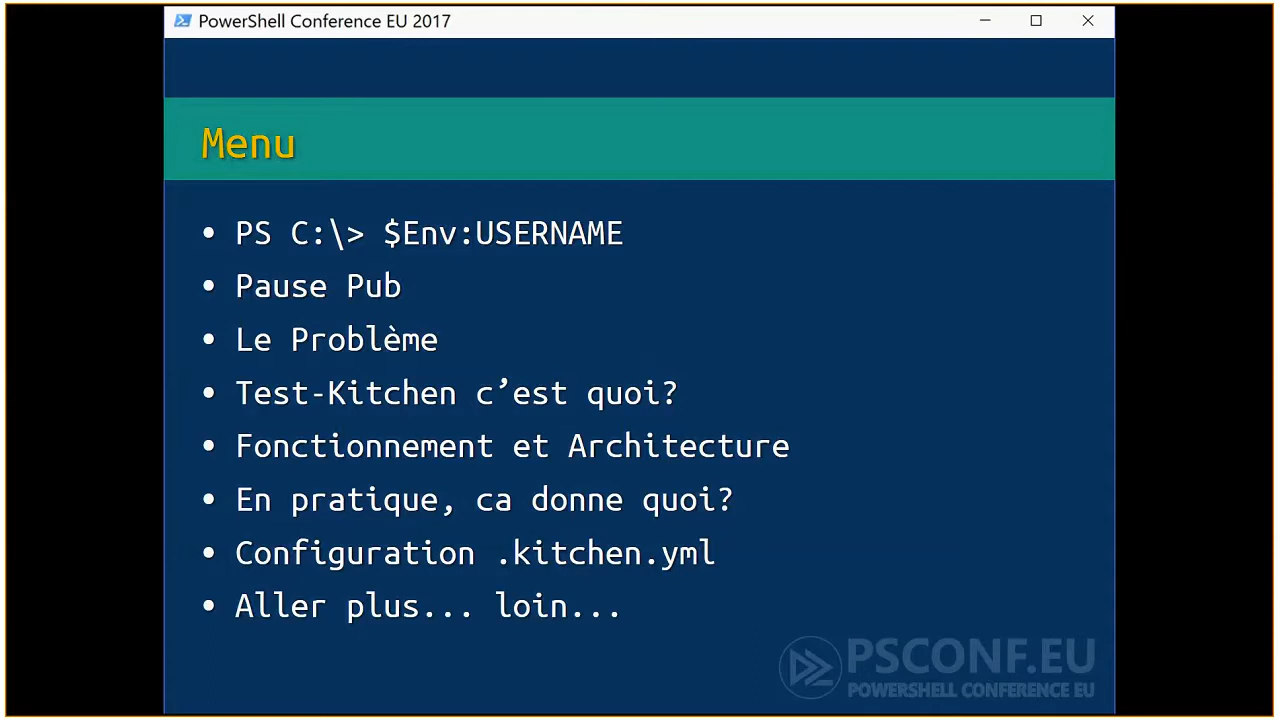 PowerShell Conference EU 2017
Menu
• PS C:\> $Env:USERNAME
• Pause Pub
• Le Problème
• Test-Kitchen c’est quoi?
• Fonctionnement et Architecture
• En pratique, ca donne quoi?
• Configuration .kitchen.yml
• Aller plus... loin...
PSCONF.EU
POWERSHELL CONFERENCE EU